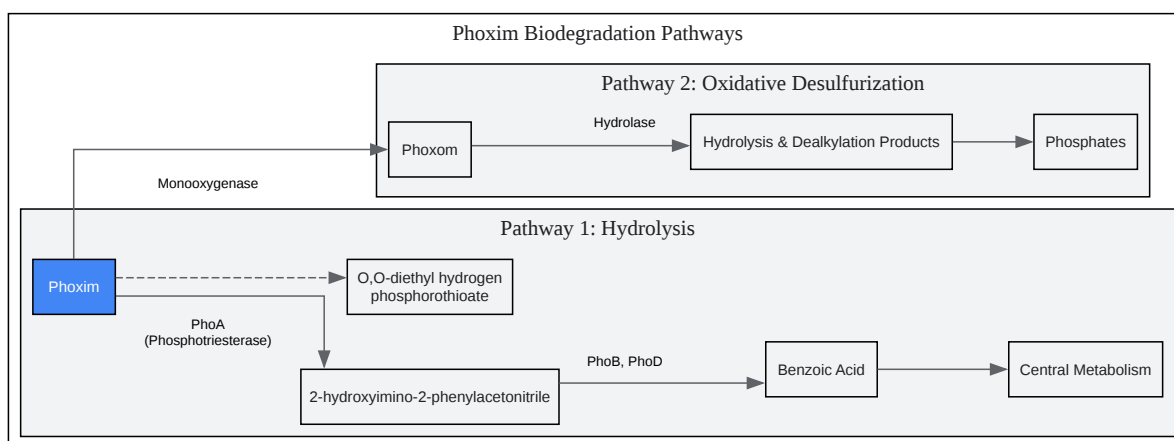 Phoxim Biodegradation Pathways
Pathway 2: Oxidative Desulfurization
Phoxom
Hydrolase
Hydrolysis & Dealkylation Products
Phosphates
Monooxygenase
Pathway 1: Hydrolysis
Phoxim
O,O-diethyl hydrogen
phosphorothioate
PhoA
(Phosphotriesterase)
2-hydroxyimino-2-phenylacetonitrile
PhoB, PhoD
Benzoic Acid
Central Metabolism